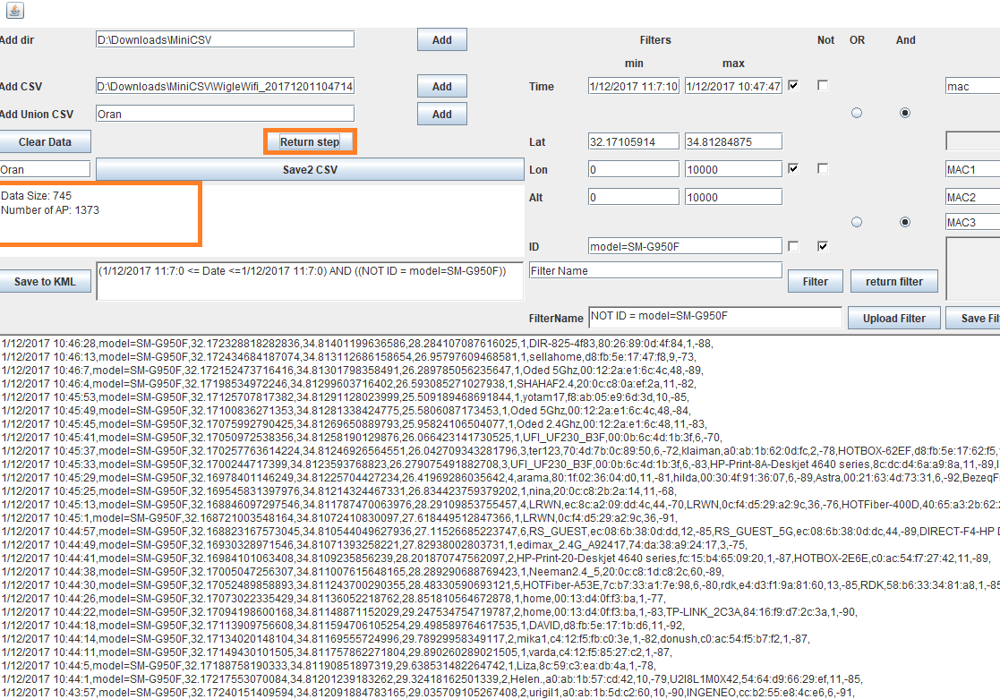 Add dir D:\Downloads\MiniCSV Add Filters Not OR And
min max
Add CSV D:\Downloads\MiniCSV\WigleWifi_20171201104714 Add Time 1/12/2017 11:7:10 1/12/2017 10:47:47 mac
Add Union CSV Oran Add
Clear Data Return step Lat 32.17105914 34.81284875
Oran Save2 CSV Lon 0 10000 MAC1
Data Size: 745
Number of AP: 1373 Alt 0 10000 MAC2
MAC3
ID model=SM-G950F
Save to KML (1/12/2017 11:7:0 <= Date <=1/12/2017 11:7:0) AND ((NOT ID = model=SM-G950F)) Filter Name Filter return filter
FilterName NOT ID = model=SM-G950F Upload Filter Save Fil
1/12/2017 10:46:28,model=SM-G950F,32.172328818282836,34.81401199636586,28.284107087616025,1,DIR-825-4f83,80:26:89:0d:4f:84,1,-88,
1/12/2017 10:46:13,model=SM-G950F,32.172434684187074,34.813112686158654,26.95797609468581,1,sellahome,d8:fb:5e:17:47:f8,9,-73,
1/12/2017 10:46:7,model=SM-G950F,32.172152473716416,34.81301798358491,26.289785056235647,1,Oded 5Ghz,00:12:2a:e1:6c:4c,48,-89,
1/12/2017 10:46:4,model=SM-G950F,32.17198534972246,34.81299603716402,26.593085271027938,1,SHAHAF2.4,20:0c:c8:0a:ef:2a,11,-82,
1/12/2017 10:45:53,model=SM-G950F,32.17125707817382,34.81291128023999,25.509189468691844,1,yotam17,f8:ab:05:e9:6d:3d,10,-85,
1/12/2017 10:45:49,model=SM-G950F,32.17100836271353,34.81281338424775,25.5806087173453,1,Oded 5Ghz,00:12:2a:e1:6c:4c,48,-84,
1/12/2017 10:45:45,model=SM-G950F,32.17075992790425,34.81269650889793,25.95824106504077,1,Oded 2.4Ghz,00:12:2a:e1:6c:48,11,-83,
1/12/2017 10:45:41,model=SM-G950F,32.17050972538356,34.81258190129876,26.066423141730525,1,UFI_UF230_B3F,00:0b:6c:4d:1b:3f,6,-70,
1/12/2017 10:45:37,model=SM-G950F,32.170257763614224,34.81246926564551,26.042709343281796,3,ter123,70:4d:7b:0c:89:50,6,-72,klaiman,a0:ab:1b:62:0d:fc,2,-78,HOTBOX-62EF,d8:fb:5e:17:62:f5,
1/12/2017 10:45:33,model=SM-G950F,32.1700244717399,34.8123593768823,26.279075491882708,3,UFI_UF230_B3F,00:0b:6c:4d:1b:3f,6,-83,HP-Print-8A-Deskjet 4640 series,8c:dc:d4:6a:a9:8a,11,-89,
1/12/2017 10:45:29,model=SM-G950F,32.16978401146249,34.81225704427234,26.41969286035642,4,arama,80:1f:02:36:04:d0,11,-81,hilda,00:30:4f:91:36:07,6,-89,Astra,00:21:63:4d:73:31,6,-92,BezeqFr
1/12/2017 10:45:25,model=SM-G950F,32.169545831397976,34.81214324467331,26.834423759379202,1,nina,20:0c:c8:2b:2a:14,11,-68,
1/12/2017 10:45:13,model=SM-G950F,32.168846097297546,34.811787470063976,28.29109853755457,4,LRWN,ec:8c:a2:09:dd:4c,44,-70,LRWN,0c:f4:d5:29:a2:9c,36,-76,HOTFiber-400D,40:65:a3:2b:62:2
1/12/2017 10:45:1,model=SM-G950F,32.168721003548164,34.81072410830097,27.618449512847366,1,LRWN,0c:f4:d5:29:a2:9c,36,-91,
1/12/2017 10:44:57,model=SM-G950F,32.168823167573045,34.810544049627936,27.11526685223747,6,RS_GUEST,ec:08:6b:38:0d:dd,12,-85,RS_GUEST_5G,ec:08:6b:38:0d:dc,44,-89,DIRECT-F4-HP D
1/12/2017 10:44:49,model=SM-G950F,32.16930328971546,34.81071393258221,27.82938002803731,1,edimax_2.4G_A92417,74:da:38:a9:24:17,3,-75,
1/12/2017 10:44:41,model=SM-G950F,32.16984101063408,34.8109235856239,28.201870747562097,2,HP-Print-20-Deskjet 4640 series,fc:15:b4:65:09:20,1,-87,HOTBOX-2E6E,c0:ac:54:f7:27:42,11,-89,
1/12/2017 10:44:38,model=SM-G950F,32.17005047256307,34.811007615648165,28.289290688769423,1,Neeman2.4_5,20:0c:c8:1d:c8:2c,60,-89,
1/12/2017 10:44:30,model=SM-G950F,32.17052489858893,34.81124370029035​5,28.48330590693121,5,HOTFiber-A53E,7c:b7:33:a1:7e:98,6,-80,rdk,e4:d3:f1:9a:81:60,13,-85,RDK,58:b6:33:34:81:a8,1,-85
1/12/2017 10:44:26,model=SM-G950F,32.17073022335429,34.81136052218762,28.851810564672878,1,home,00:13:d4:0f:f3:ba,1,-77,
1/12/2017 10:44:22,model=SM-G950F,32.17094198600168,34.81148871152029,29.247534754719787,2,home,00:13:d4:0f:f3:ba,1,-83,TP-LINK_2C3A,84:16:f9:d7:2c:3a,1,-90,
1/12/2017 10:44:18,model=SM-G950F,32.17113909756608,34.811594706105254,29.498589764617535,1,DAVID,d8:fb:5e:17:1b:d6,11,-92,
1/12/2017 10:44:14,model=SM-G950F,32.17134020148104,34.81169555724996,29.78929958349117,2,mika1,c4:12:f5:fb:c0:3e,1,-82,donush,c0:ac:54:f5:b7:f2,1,-87,
1/12/2017 10:44:11,model=SM-G950F,32.17149430101505,34.811757862271804,29.890260289021505,1,varda,c4:12:f5:85:27:c2,1,-87,
1/12/2017 10:44:5,model=SM-G950F,32.17188758190333,34.81190851897319,29.638531482264742,1,Liza,8c:59:c3:ea:db:4a,1,-78,
1/12/2017 10:44:1,model=SM-G950F,32.17217553070084,34.81201239183262,29.32418162501339,2,Helen.,a0:ab:1b:57:cd:42,10,-79,U2I8L1M0X42,54:64:d9:66:29:ef,11,-85,
1/12/2017 10:43:57,model=SM-G950F,32.17240151409594,34.812091884783165,29.035709105267408,2,urigil1,a0:ab:1b:5d:c2:60,10,-90,INGENEO,cc:b2:55:e8:4c:e6,6,-91,